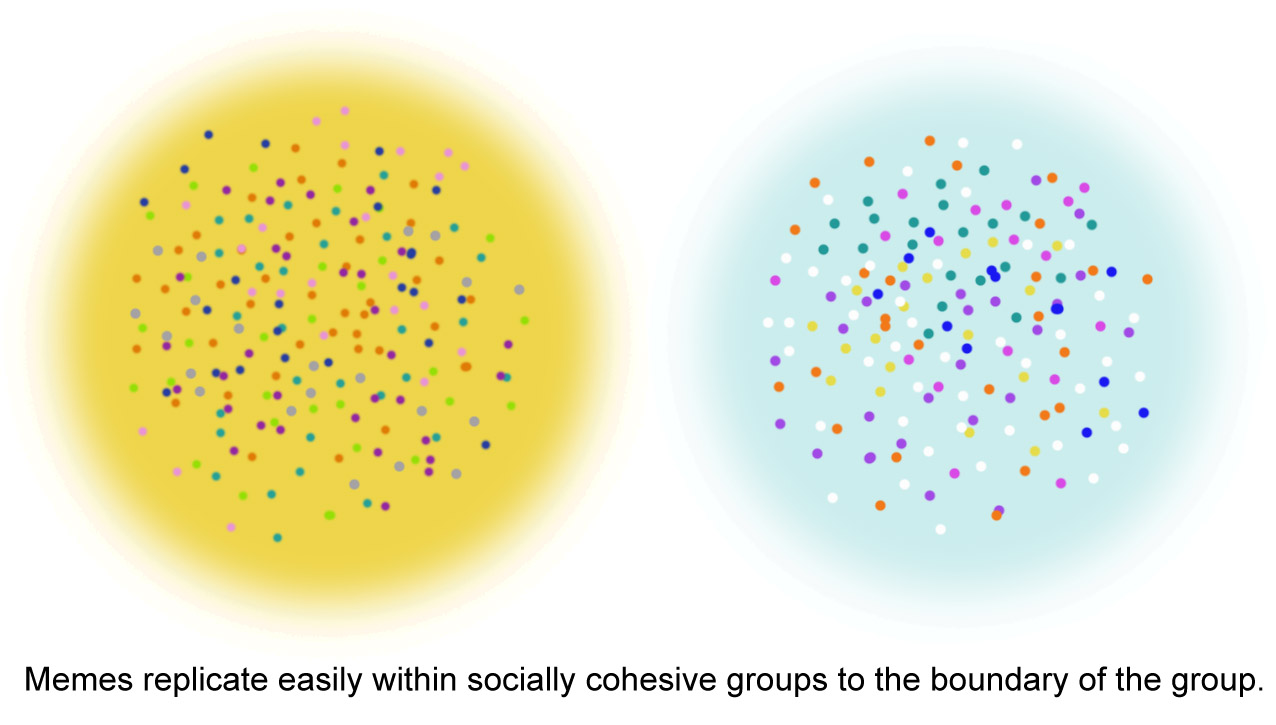 Memes replicate easily within socially cohesive groups to the boundary of the group.